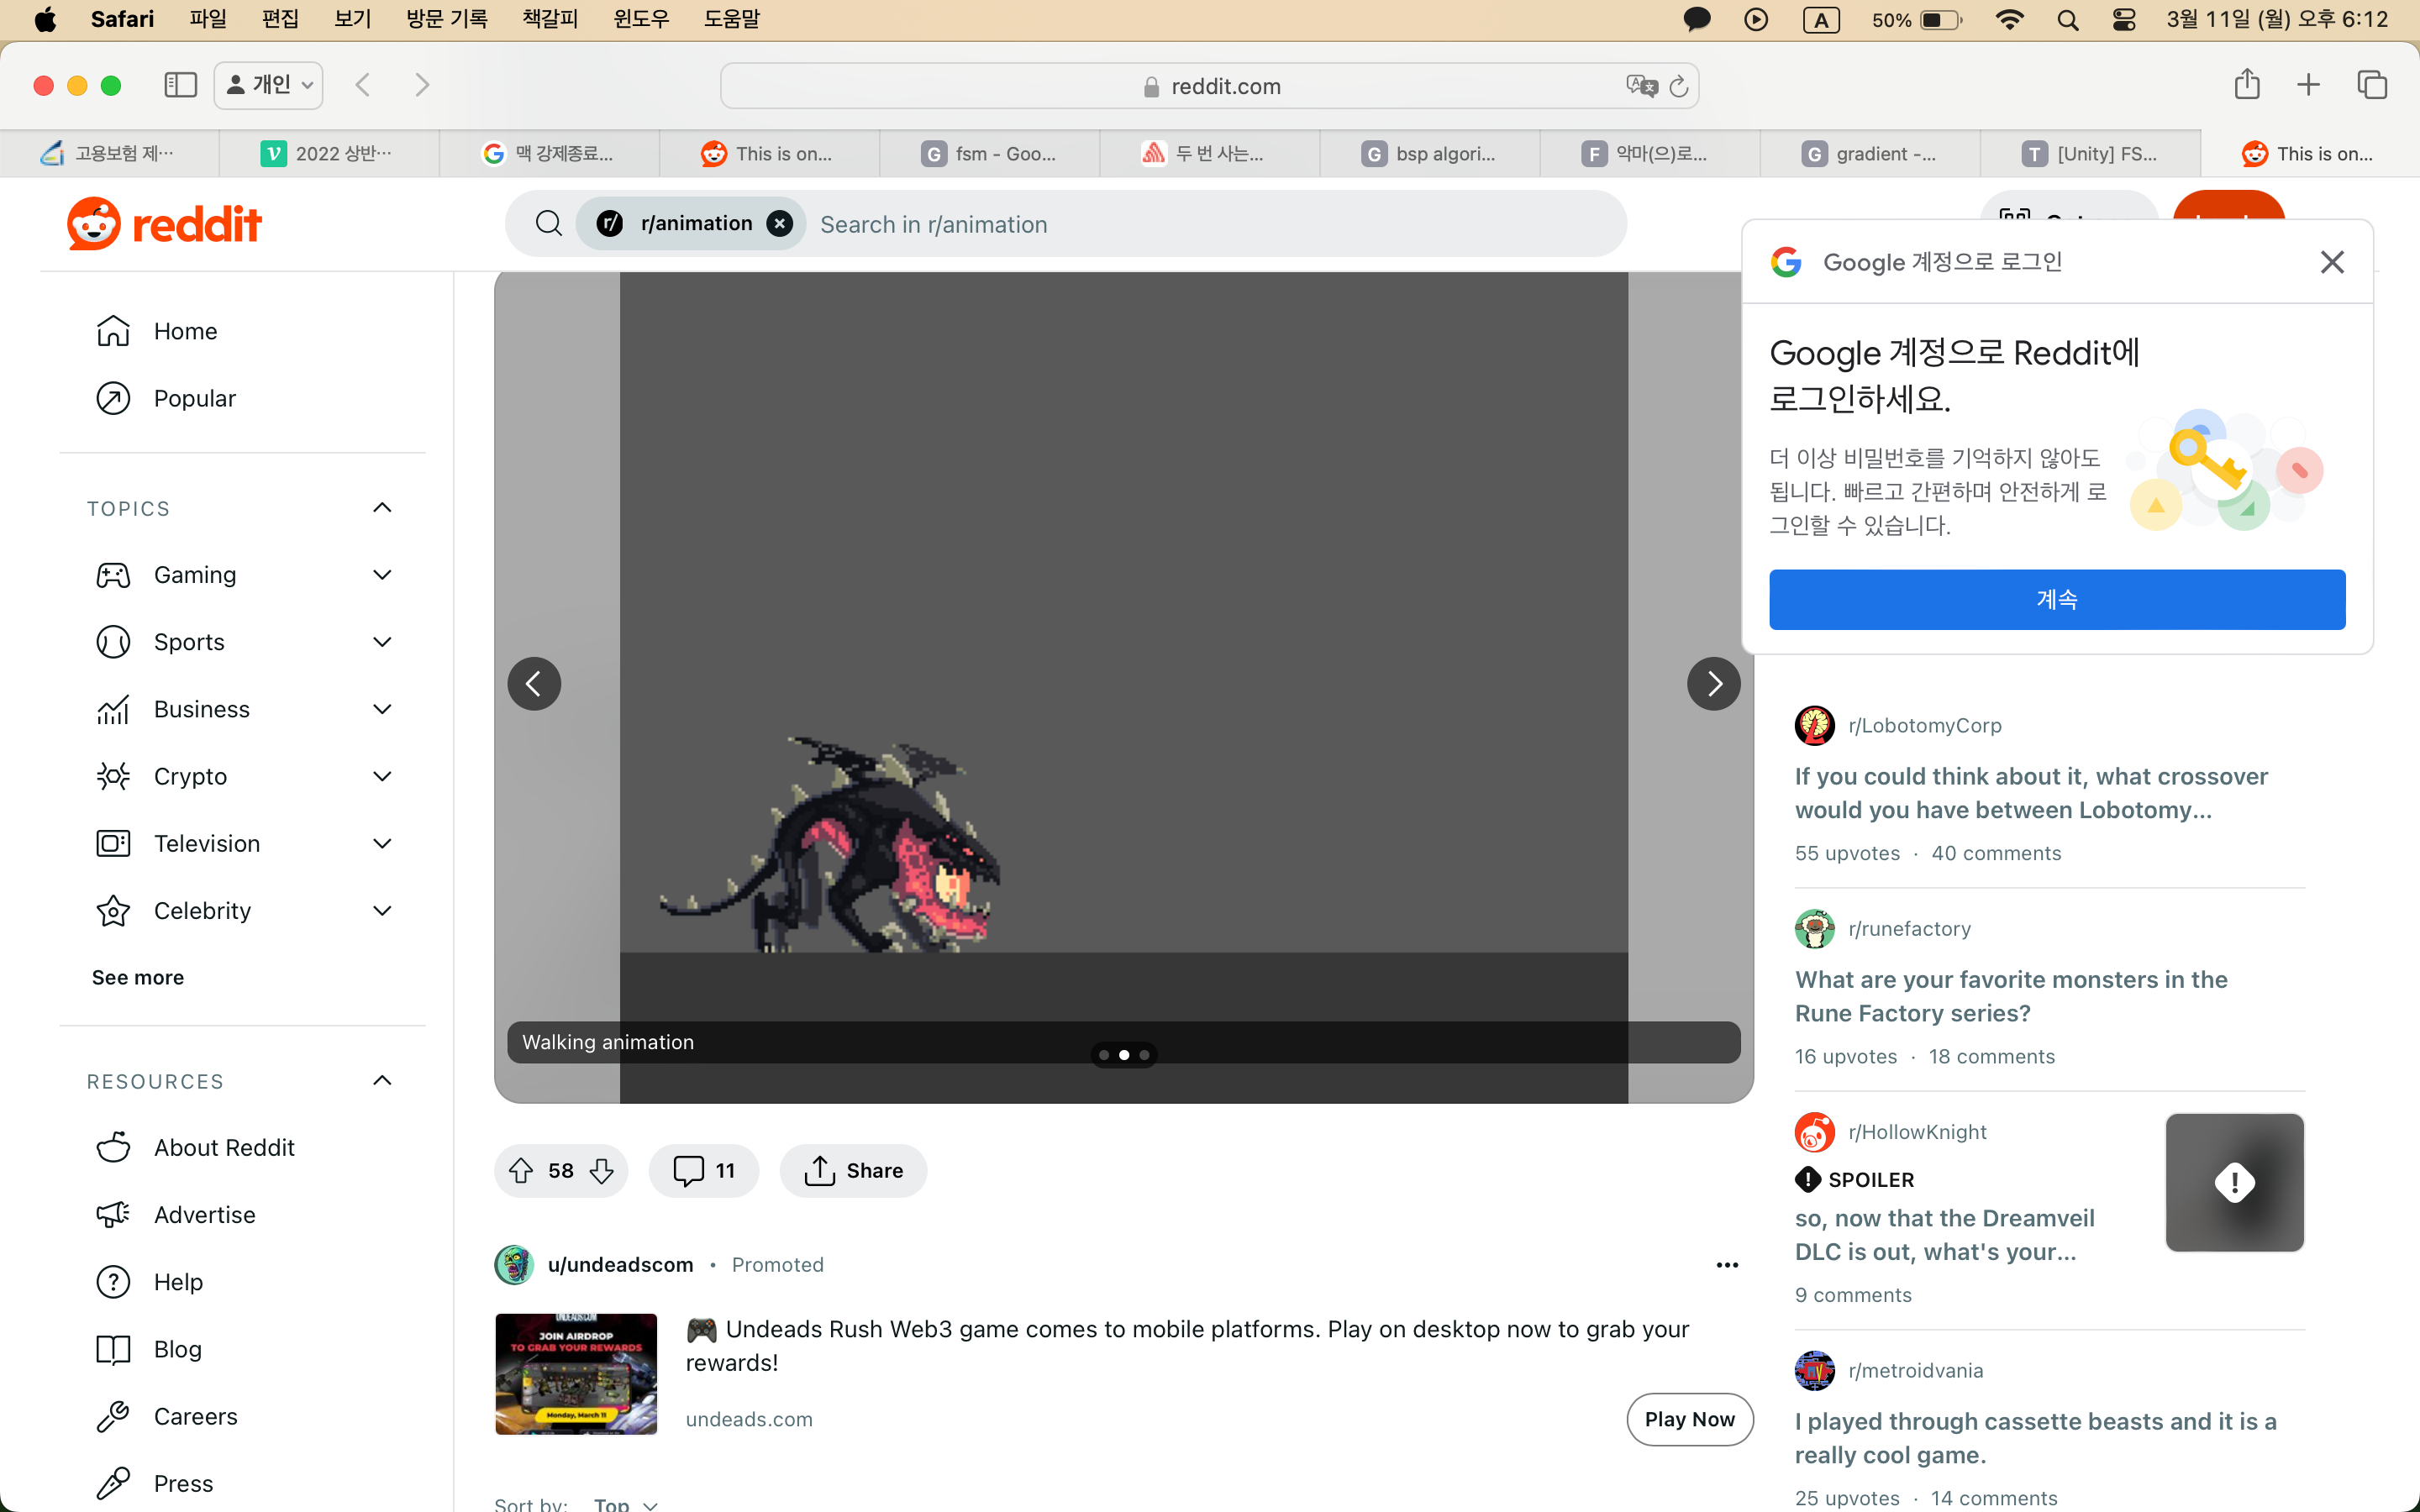 Safari 파일 편집 보기 방문 기록 책갈피 윈도우 도움말 A 50% 3월 11일 (월) 오후 6:12
개인 reddit.com
고용보험 제… 2022 상반… 맥 강제종료... This is on... fsm - Goo... 두 번 사는... bsp algori... 악마(으)로... gradient -... [Unity] FS... This is on...
reddit r/animation Search in r/animation
Home
Popular
TOPICS
Gaming
Sports
Business
Crypto
Television
Celebrity
See more
RESOURCES
About Reddit
Advertise
Help
Blog
Careers
Press
Walking animation
58 11 Share
u/undeadscom • Promoted
JOIN AIRDROP
TO GRAB YOUR REWARDS
Monday, March 11
🎮 Undeads Rush Web3 game comes to mobile platforms. Play on desktop now to grab your
rewards!
undeads.com
Play Now
Sort by: Top
Google 계정으로 로그인
Google 계정으로 Reddit에
로그인하세요.
더 이상 비밀번호를 기억하지 않아도
됩니다. 빠르고 간편하며 안전하게 로
그인할 수 있습니다.
계속
r/LobotomyCorp
If you could think about it, what crossover
would you have between Lobotomy...
55 upvotes · 40 comments
r/runefactory
What are your favorite monsters in the
Rune Factory series?
16 upvotes · 18 comments
r/HollowKnight
SPOILER
so, now that the Dreamveil
DLC is out, what's your...
9 comments
r/metroidvania
I played through cassette beasts and it is a
really cool game.
25 upvotes · 14 comments